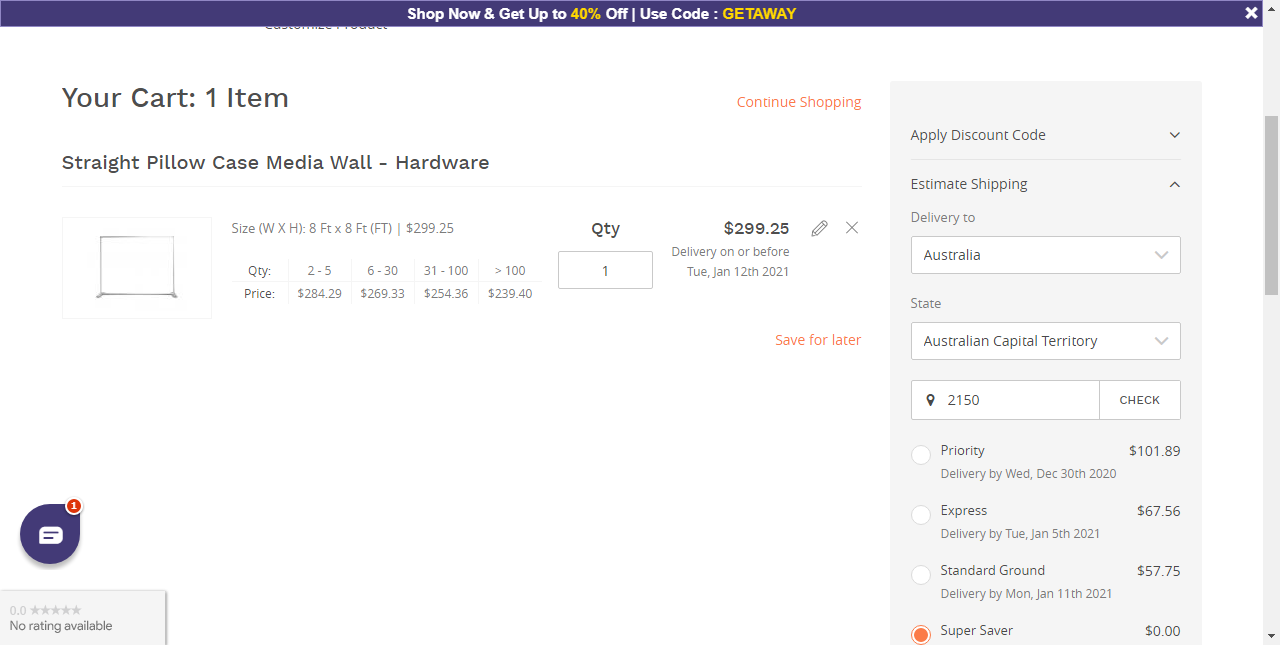 Shop Now & Get Up to 40% Off | Use Code : GETAWAY
Customize Product
Your Cart: 1 Item
Continue Shopping
Straight Pillow Case Media Wall - Hardware
Size (W X H): 8 Ft x 8 Ft (FT) | $299.25
Qty: 2 - 5 6 - 30 31 - 100 > 100
Price: $284.29 $269.33 $254.36 $239.40
Qty
1
$299.25
Delivery on or before
Tue, Jan 12th 2021
Save for later
Apply Discount Code
Estimate Shipping
Delivery to
Australia
State
Australian Capital Territory
2150 CHECK
Priority $101.89
Delivery by Wed, Dec 30th 2020
Express $67.56
Delivery by Tue, Jan 5th 2021
Standard Ground $57.75
Delivery by Mon, Jan 11th 2021
Super Saver $0.00
1
0.0 ★★★★★
No rating available